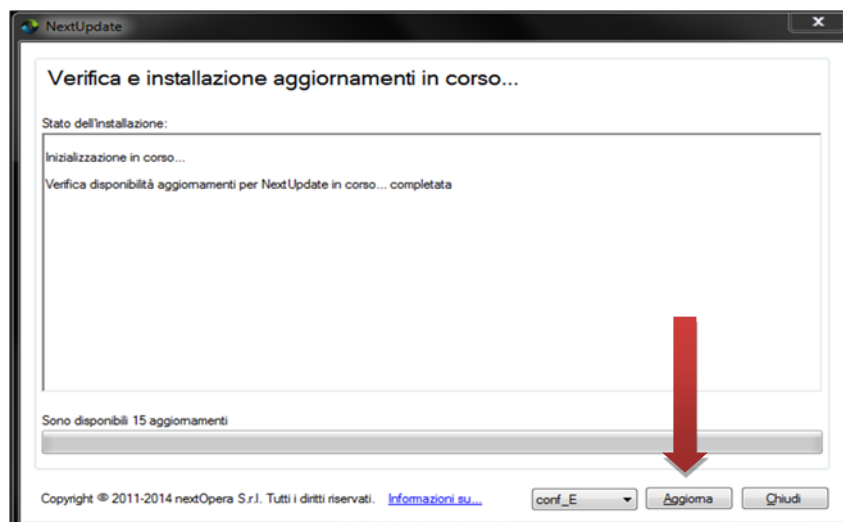 NextUpdate
Verifica e installazione aggiornamenti in corso...
Stato dell'installazione:
Inizializzazione in corso...
Verifica disponibilità aggiornamenti per NextUpdate in corso... completata
Sono disponibili 15 aggiornamenti
Copyright © 2011-2014 nextOpera S.r.l. Tutti i diritti riservati. Informazioni su... conf_E Aggiorna Chiudi